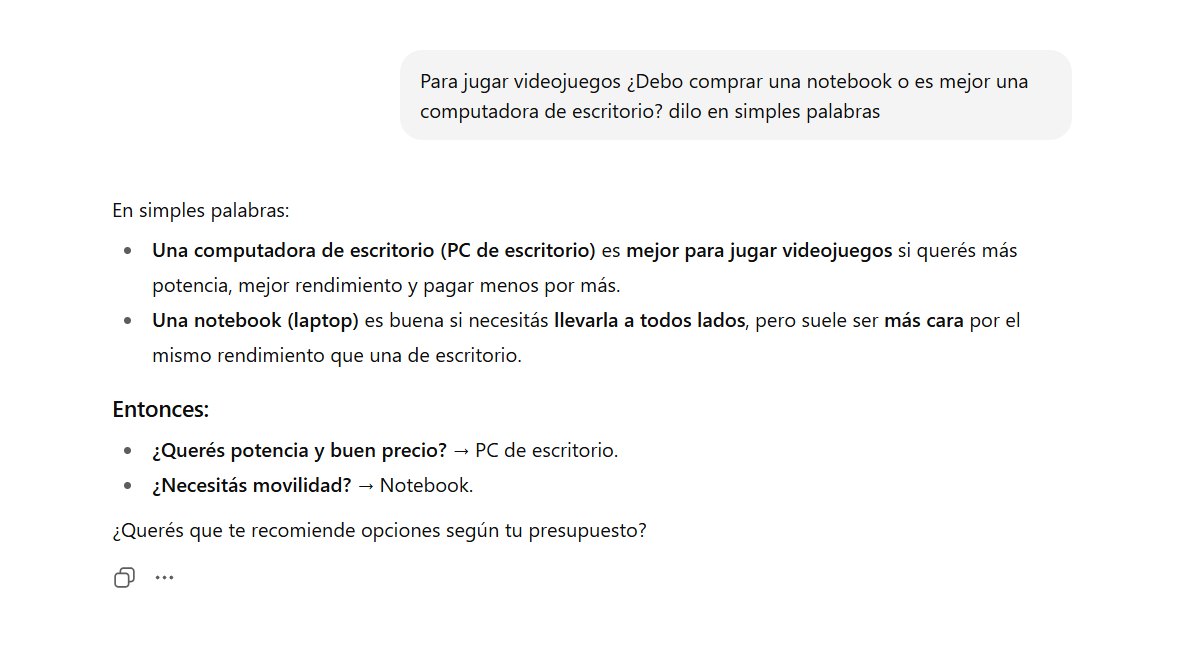 Para jugar videojuegos ¿Debo comprar una notebook o es mejor una
computadora de escritorio? dilo en simples palabras
En simples palabras:
• Una computadora de escritorio (PC de escritorio) es mejor para jugar videojuegos si querés más
potencia, mejor rendimiento y pagar menos por más.
• Una notebook (laptop) es buena si necesitás llevarla a todos lados, pero suele ser más cara por el
mismo rendimiento que una de escritorio.
Entonces:
• ¿Querés potencia y buen precio? → PC de escritorio.
• ¿Necesitás movilidad? → Notebook.
¿Querés que te recomiende opciones según tu presupuesto?